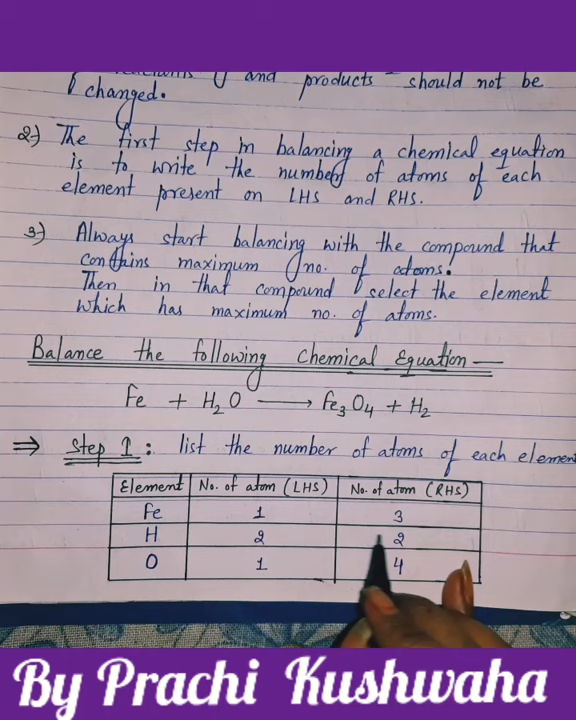 reactants and products should not be
changed.
2) The first step in balancing a chemical equation
is to write the number of atoms of each
element present on LHS and RHS.
3) Always start balancing with the compound that
contains maximum no. of atoms.
Then in that compound select the element
which has maximum no. of atoms.
Balance the following Chemical Equation —
Fe + H₂O ⟶ Fe₃O₄ + H₂
⇒ Step 1: list the number of atoms of each element
Element No. of atom (LHS) No. of atom (RHS)
Fe 1 3
H 2 2
O 1 4
By Prachi Kushwaha